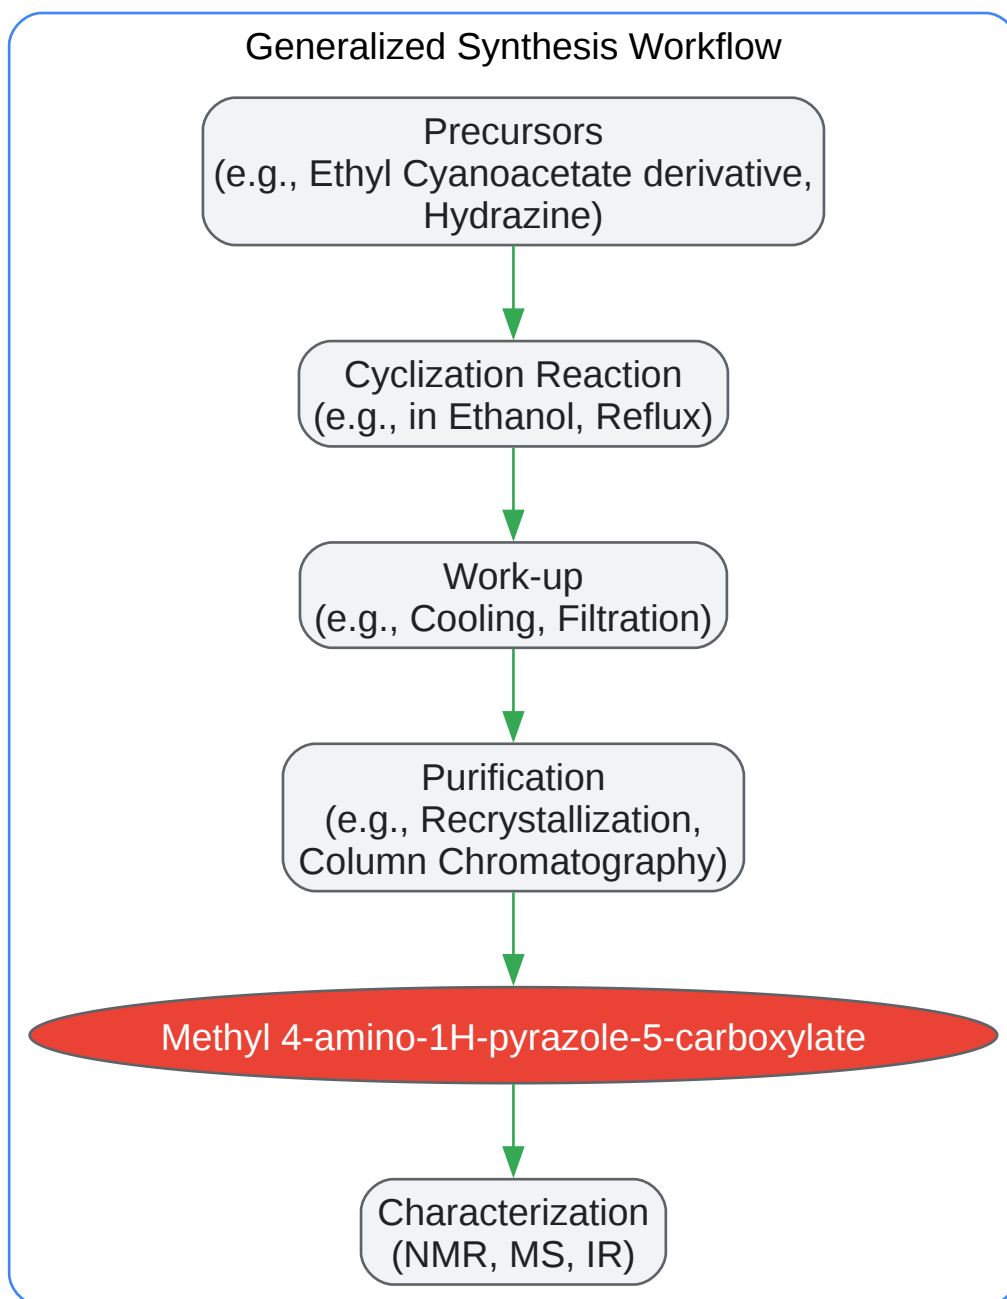 Generalized Synthesis Workflow
Precursors
(e.g., Ethyl Cyanoacetate derivative,
Hydrazine)
Cyclization Reaction
(e.g., in Ethanol, Reflux)
Work-up
(e.g., Cooling, Filtration)
Purification
(e.g., Recrystallization,
Column Chromatography)
Methyl 4-amino-1H-pyrazole-5-carboxylate
Characterization
(NMR, MS, IR)